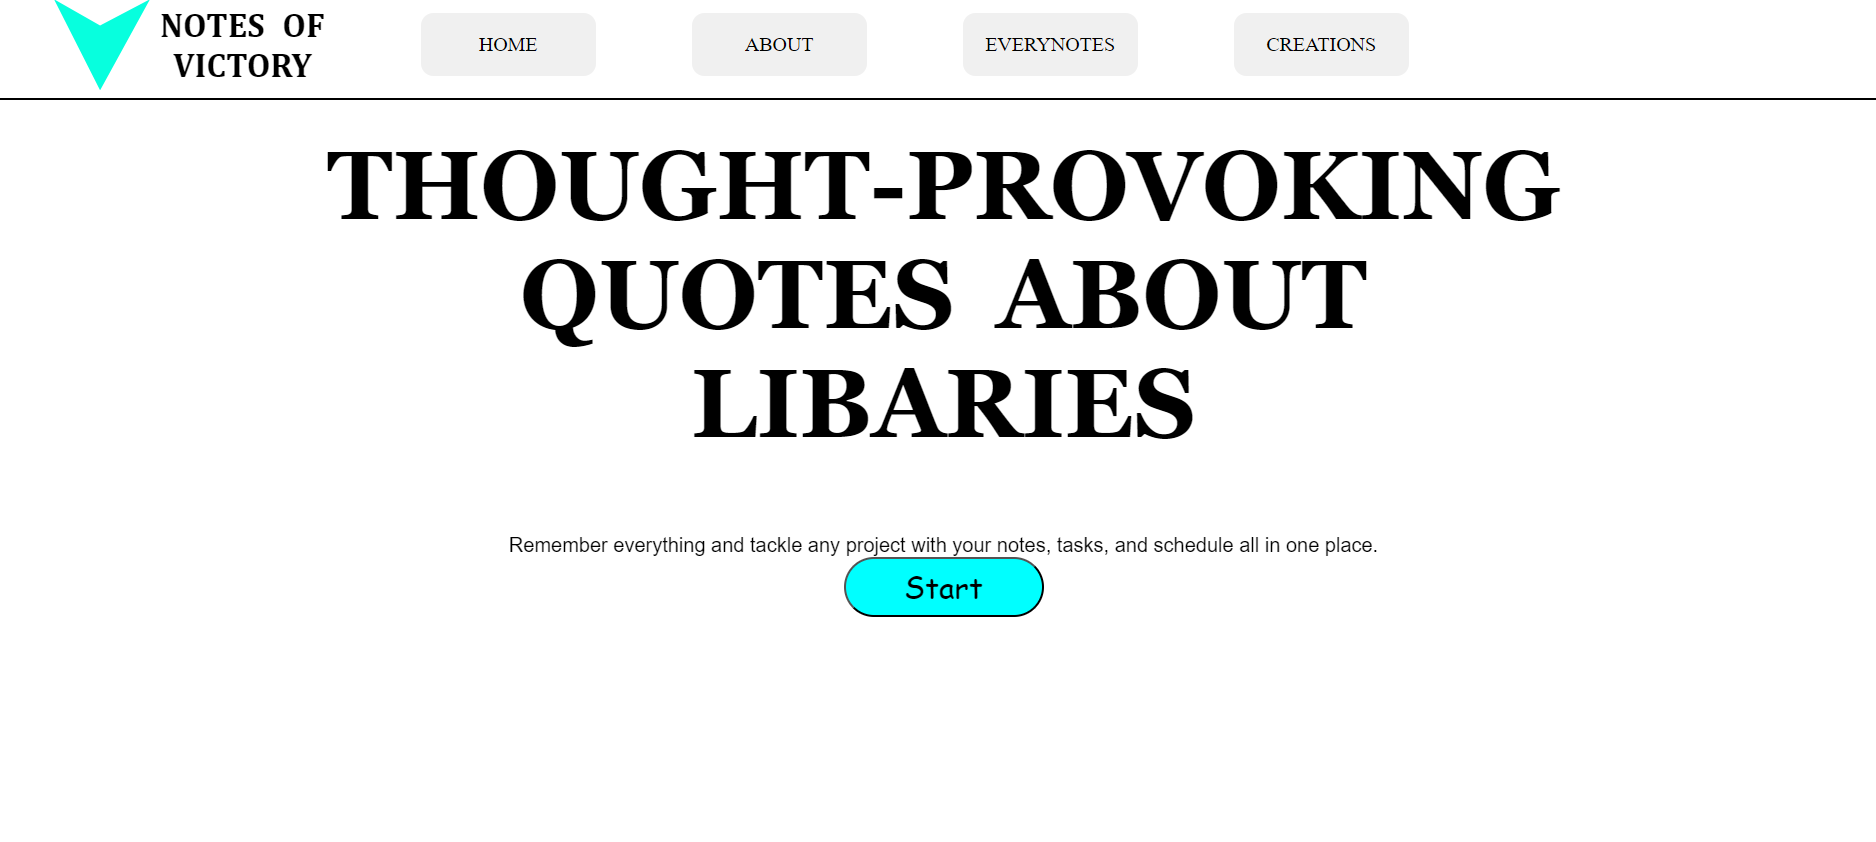 NOTES OF
VICTORY
HOME
ABOUT
EVERYNOTES
CREATIONS
THOUGHT-PROVOKING
QUOTES ABOUT
LIBARIES
Remember everything and tackle any project with your notes, tasks, and schedule all in one place.
Start